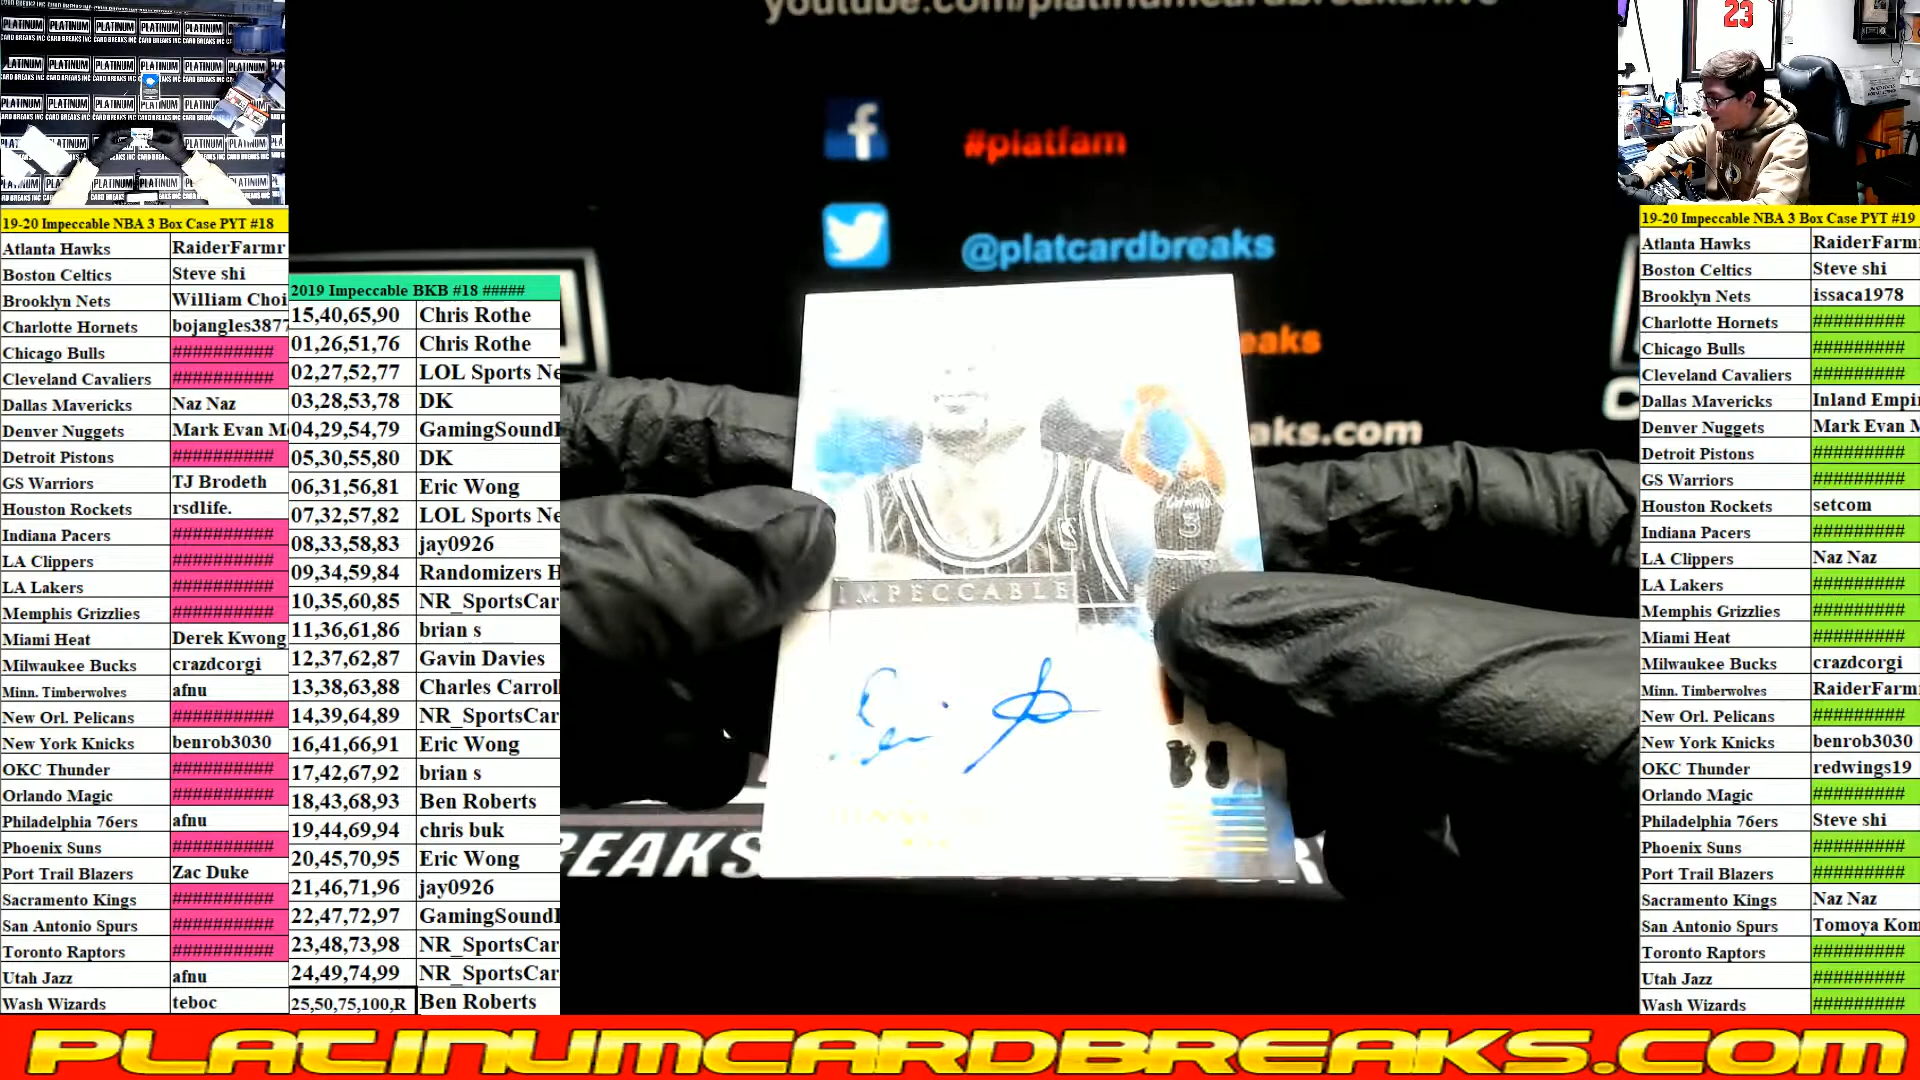 youtube.com/platinumcardbreaks/live
#platfam
@platcardbreaks
eaks
aks.com
IMPECCABLE
3
23
PLATINUM
CARD BREAKS INC
19-20 Impeccable NBA 3 Box Case PYT #18
Atlanta Hawks RaiderFarmr
Boston Celtics Steve shi
Brooklyn Nets William Choi
Charlotte Hornets bojangles3877
Chicago Bulls ##########
Cleveland Cavaliers ##########
Dallas Mavericks Naz Naz
Denver Nuggets Mark Evan M
Detroit Pistons ##########
GS Warriors TJ Brodeth
Houston Rockets rsdlife.
Indiana Pacers ##########
LA Clippers ##########
LA Lakers ##########
Memphis Grizzlies ##########
Miami Heat Derek Kwong
Milwaukee Bucks crazdcorgi
Minn. Timberwolves afnu
New Orl. Pelicans ##########
New York Knicks benrob3030
OKC Thunder ##########
Orlando Magic ##########
Philadelphia 76ers afnu
Phoenix Suns ##########
Port Trail Blazers Zac Duke
Sacramento Kings ##########
San Antonio Spurs ##########
Toronto Raptors ##########
Utah Jazz afnu
Wash Wizards teboc
2019 Impeccable BKB #18 #####
15,40,65,90 Chris Rothe
01,26,51,76 Chris Rothe
02,27,52,77 LOL Sports Ne
03,28,53,78 DK
04,29,54,79 GamingSoundl
05,30,55,80 DK
06,31,56,81 Eric Wong
07,32,57,82 LOL Sports Ne
08,33,58,83 jay0926
09,34,59,84 Randomizers H
10,35,60,85 NR_SportsCar
11,36,61,86 brian s
12,37,62,87 Gavin Davies
13,38,63,88 Charles Carroll
14,39,64,89 NR_SportsCar
16,41,66,91 Eric Wong
17,42,67,92 brian s
18,43,68,93 Ben Roberts
19,44,69,94 chris buk
20,45,70,95 Eric Wong
21,46,71,96 jay0926
22,47,72,97 GamingSoundl
23,48,73,98 NR_SportsCar
24,49,74,99 NR_SportsCar
25,50,75,100,R Ben Roberts
19-20 Impeccable NBA 3 Box Case PYT #19
Atlanta Hawks RaiderFarm
Boston Celtics Steve shi
Brooklyn Nets issaca1978
Charlotte Hornets #########
Chicago Bulls #########
Cleveland Cavaliers #########
Dallas Mavericks Inland Empi
Denver Nuggets Mark Evan M
Detroit Pistons #########
GS Warriors #########
Houston Rockets setcom
Indiana Pacers #########
LA Clippers Naz Naz
LA Lakers #########
Memphis Grizzlies #########
Miami Heat #########
Milwaukee Bucks crazdcorgi
Minn. Timberwolves RaiderFarm
New Orl. Pelicans #########
New York Knicks benrob3030
OKC Thunder redwings19
Orlando Magic #########
Philadelphia 76ers Steve shi
Phoenix Suns #########
Port Trail Blazers #########
Sacramento Kings Naz Naz
San Antonio Spurs Tomoya Kom
Toronto Raptors #########
Utah Jazz #########
Wash Wizards #########
EAKS
PLATINUMCARDBREAKS.COM